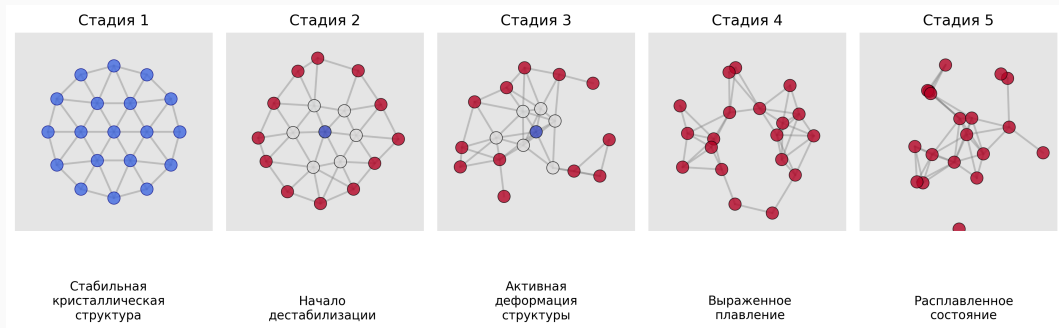 Стадия 1
Стадия 2
Стадия 3
Стадия 4
Стадия 5
Стабильная
кристаллическая
структура
Начало
дестабилизации
Активная
деформация
структуры
Выраженное
плавление
Расплавленное
состояние